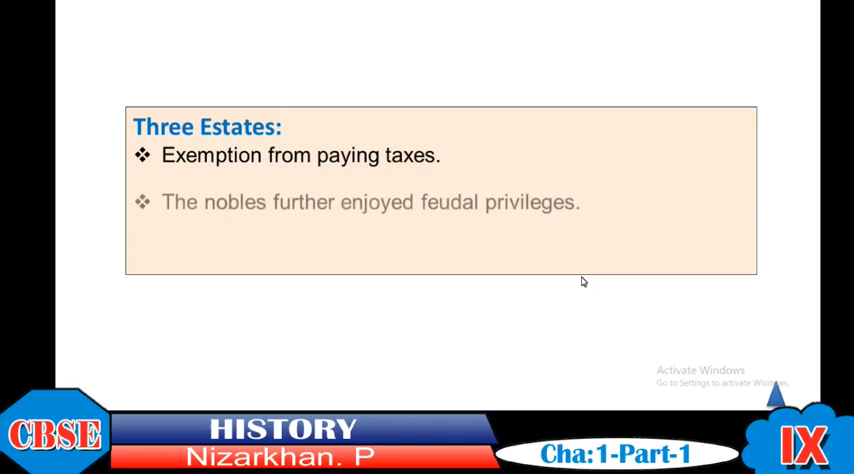 Three Estates:
❖ Exemption from paying taxes.
❖ The nobles further enjoyed feudal privileges.
Activate Windows
Go to Settings to activate Windows.
CBSE
HISTORY
Nizarkhan. P
Cha:1-Part-1
IX